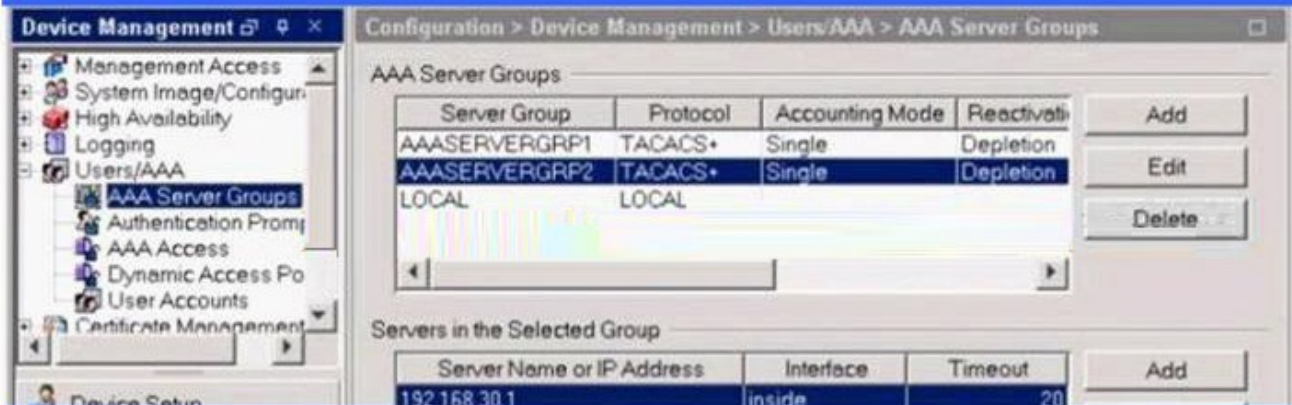 Device Management
Configuration > Device Management > Users/AAA > AAA Server Groups
Management Access
System Image/Configur
High Availability
Logging
Users/AAA
AAA Server Groups
Authentication Promp
AAA Access
Dynamic Access Po
User Accounts
Certificate Management
Device Setup
AAA Server Groups
Server Group Protocol Accounting Mode Reactivati
AAASERVERGRP1 TACACS+ Single Depletion
AAASERVERGRP2 TACACS+ Single Depletion
LOCAL LOCAL
Add
Edit
Delete
Servers in the Selected Group
Server Name or IP Address Interface Timeout
192.168.30.1 inside 20
Add